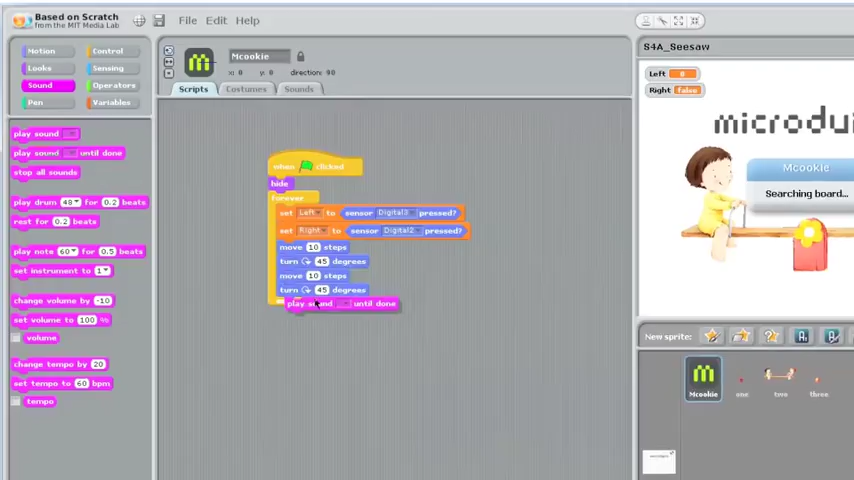 Based on Scratch
from the MIT Media Lab
File Edit Help
Motion Control
Looks Sensing
Sound Operators
Pen Variables
play sound
play sound until done
stop all sounds
play drum 48 for 0.2 beats
rest for 0.2 beats
play note 60 for 0.5 beats
set instrument to 1
change volume by -10
set volume to 100 %
volume
change tempo by 20
set tempo to 60 bpm
tempo
Mcookie
x: 0 y: 0 direction: 90
Scripts Costumes Sounds
when clicked
hide
forever
set Left to sensor Digital3 pressed?
set Right to sensor Digital2 pressed?
move 10 steps
turn 45 degrees
move 10 steps
turn 45 degrees
play sound until done
S4A_Seesaw
Left 0
Right false
microdui
Mcookie
Searching board...
New sprite:
Mcookie one two three